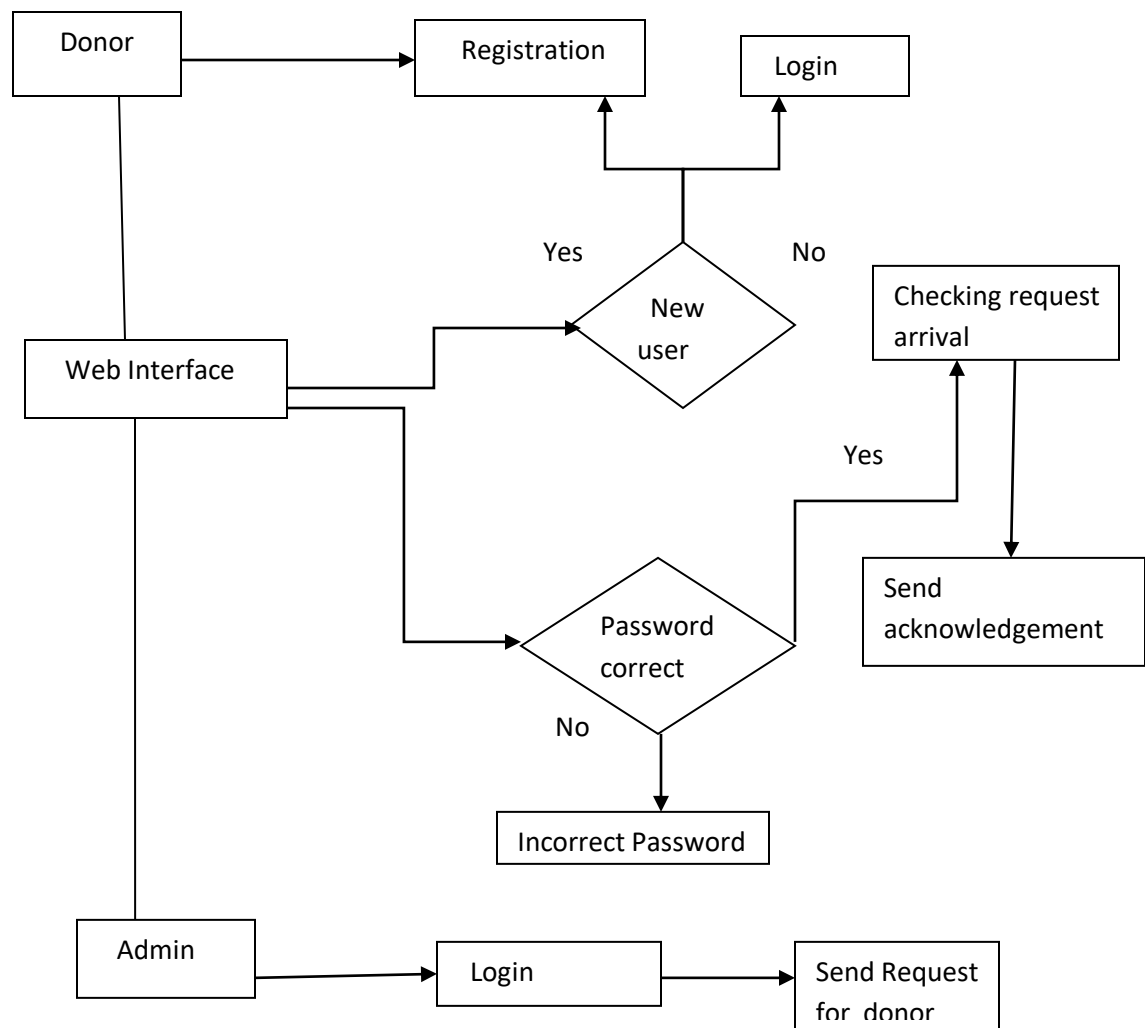 Donor
Registration
Login
Yes
No
New
user
Checking request
arrival
Web Interface
Yes
Password
correct
Send
acknowledgement
No
Incorrect Password
Admin
Login
Send Request
for donor